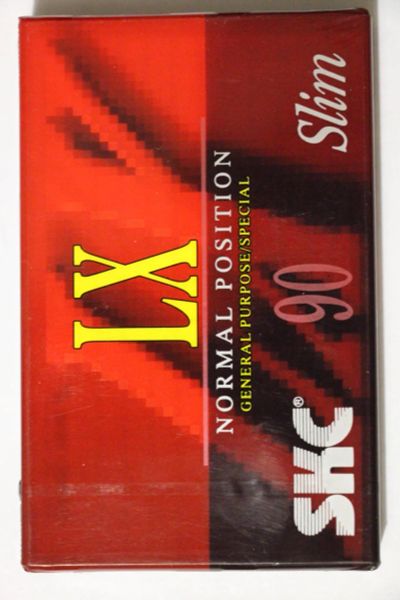 LX
NORMAL POSITION
GENERAL PURPOSE/SPECIAL
SKC® 90 Slim